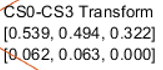 CS0-CS3 Transform
[0.539, 0.494, 0.322]
[0.062, 0.063, 0.000]